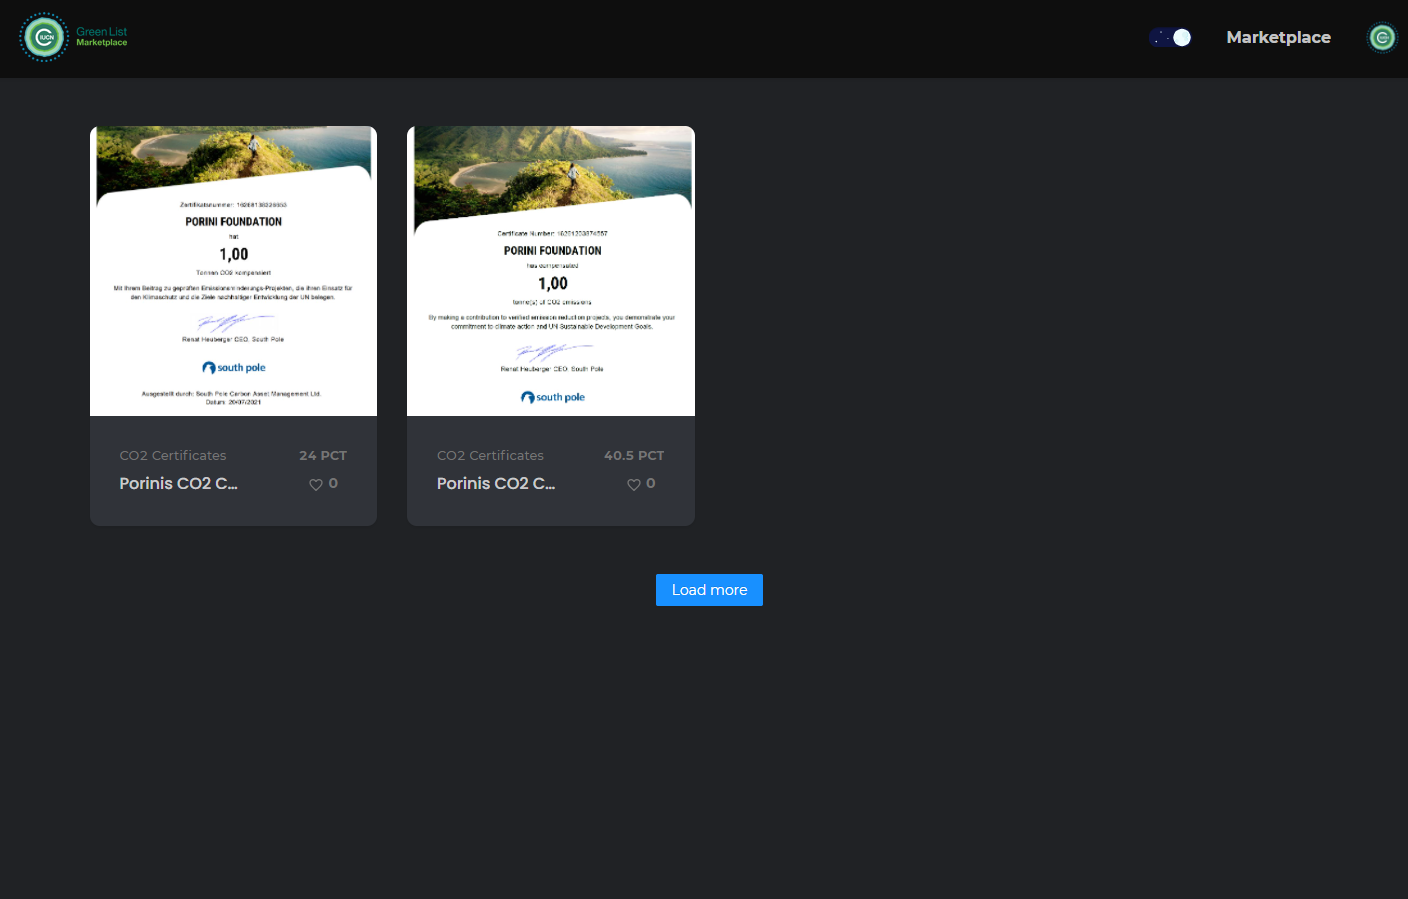 IUCN
Green List
Marketplace
Marketplace
PORINI FOUNDATION
hat
1,00
Tonnen CO2 kompensiert
Mit Ihrem Beitrag zu geprüften Emissionsminderungs-Projekten, die Ihren Einsatz für
den Klimaschutz und die Ziele nachhaltiger Entwicklung der UN belegen.
Renat Heuberger CEO, South Pole
south pole
Ausgestellt durch: South Pole Carbon Asset Management Ltd.
Datum: 20/07/2021
CO2 Certificates
24 PCT
Porinis CO2 C...
0
Certificate Number: 16201203874557
PORINI FOUNDATION
has compensated
1,00
tonne(s) of CO2 emissions
By making a contribution to verified emission reduction projects, you demonstrate your
commitment to climate action and UN Sustainable Development Goals.
Renat Heuberger CEO, South Pole
south pole
CO2 Certificates
40.5 PCT
Porinis CO2 C...
0
Load more